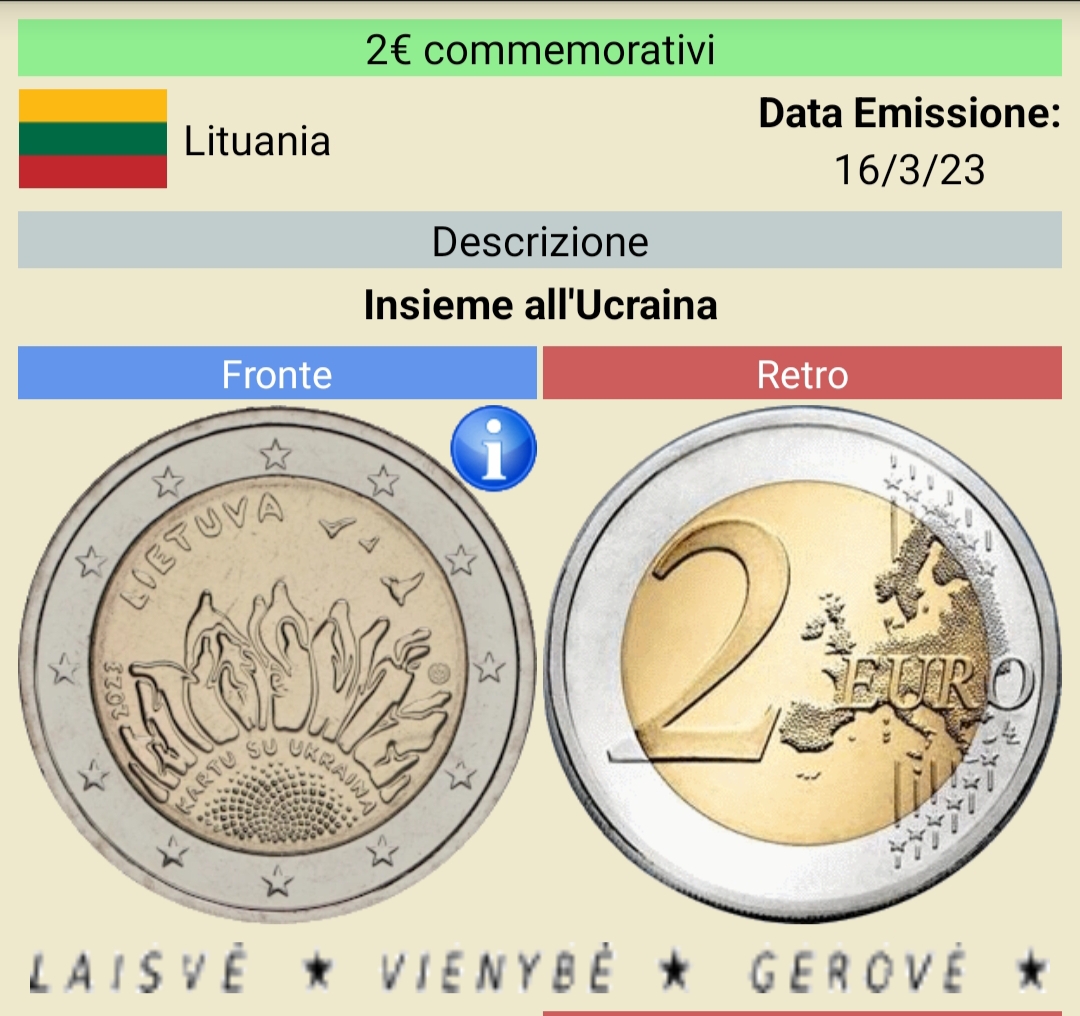 2€ commemorativi
Lituania
Data Emissione:
16/3/23
Descrizione
Insieme all'Ucraina
Fronte
Retro
i
LIETUVA
2023
KARTU SU UKRAINA
2 EURO
LL
LAISVĖ ★ VIENYBĖ ★ GEROVĖ ★